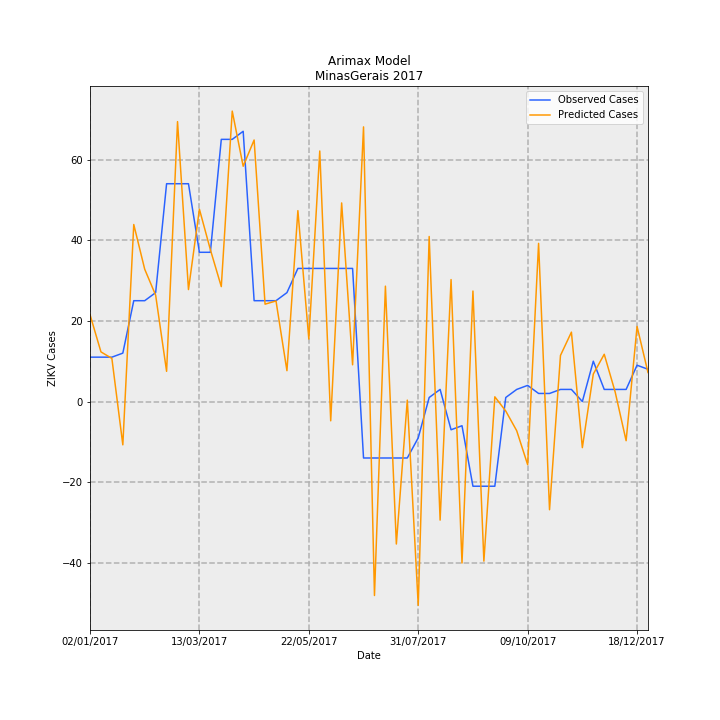 Arimax Model
MinasGerais 2017
Observed Cases
Predicted Cases
ZIKV Cases
60
40
20
0
−20
−40
02/01/2017
13/03/2017
22/05/2017
31/07/2017
09/10/2017
18/12/2017
Date